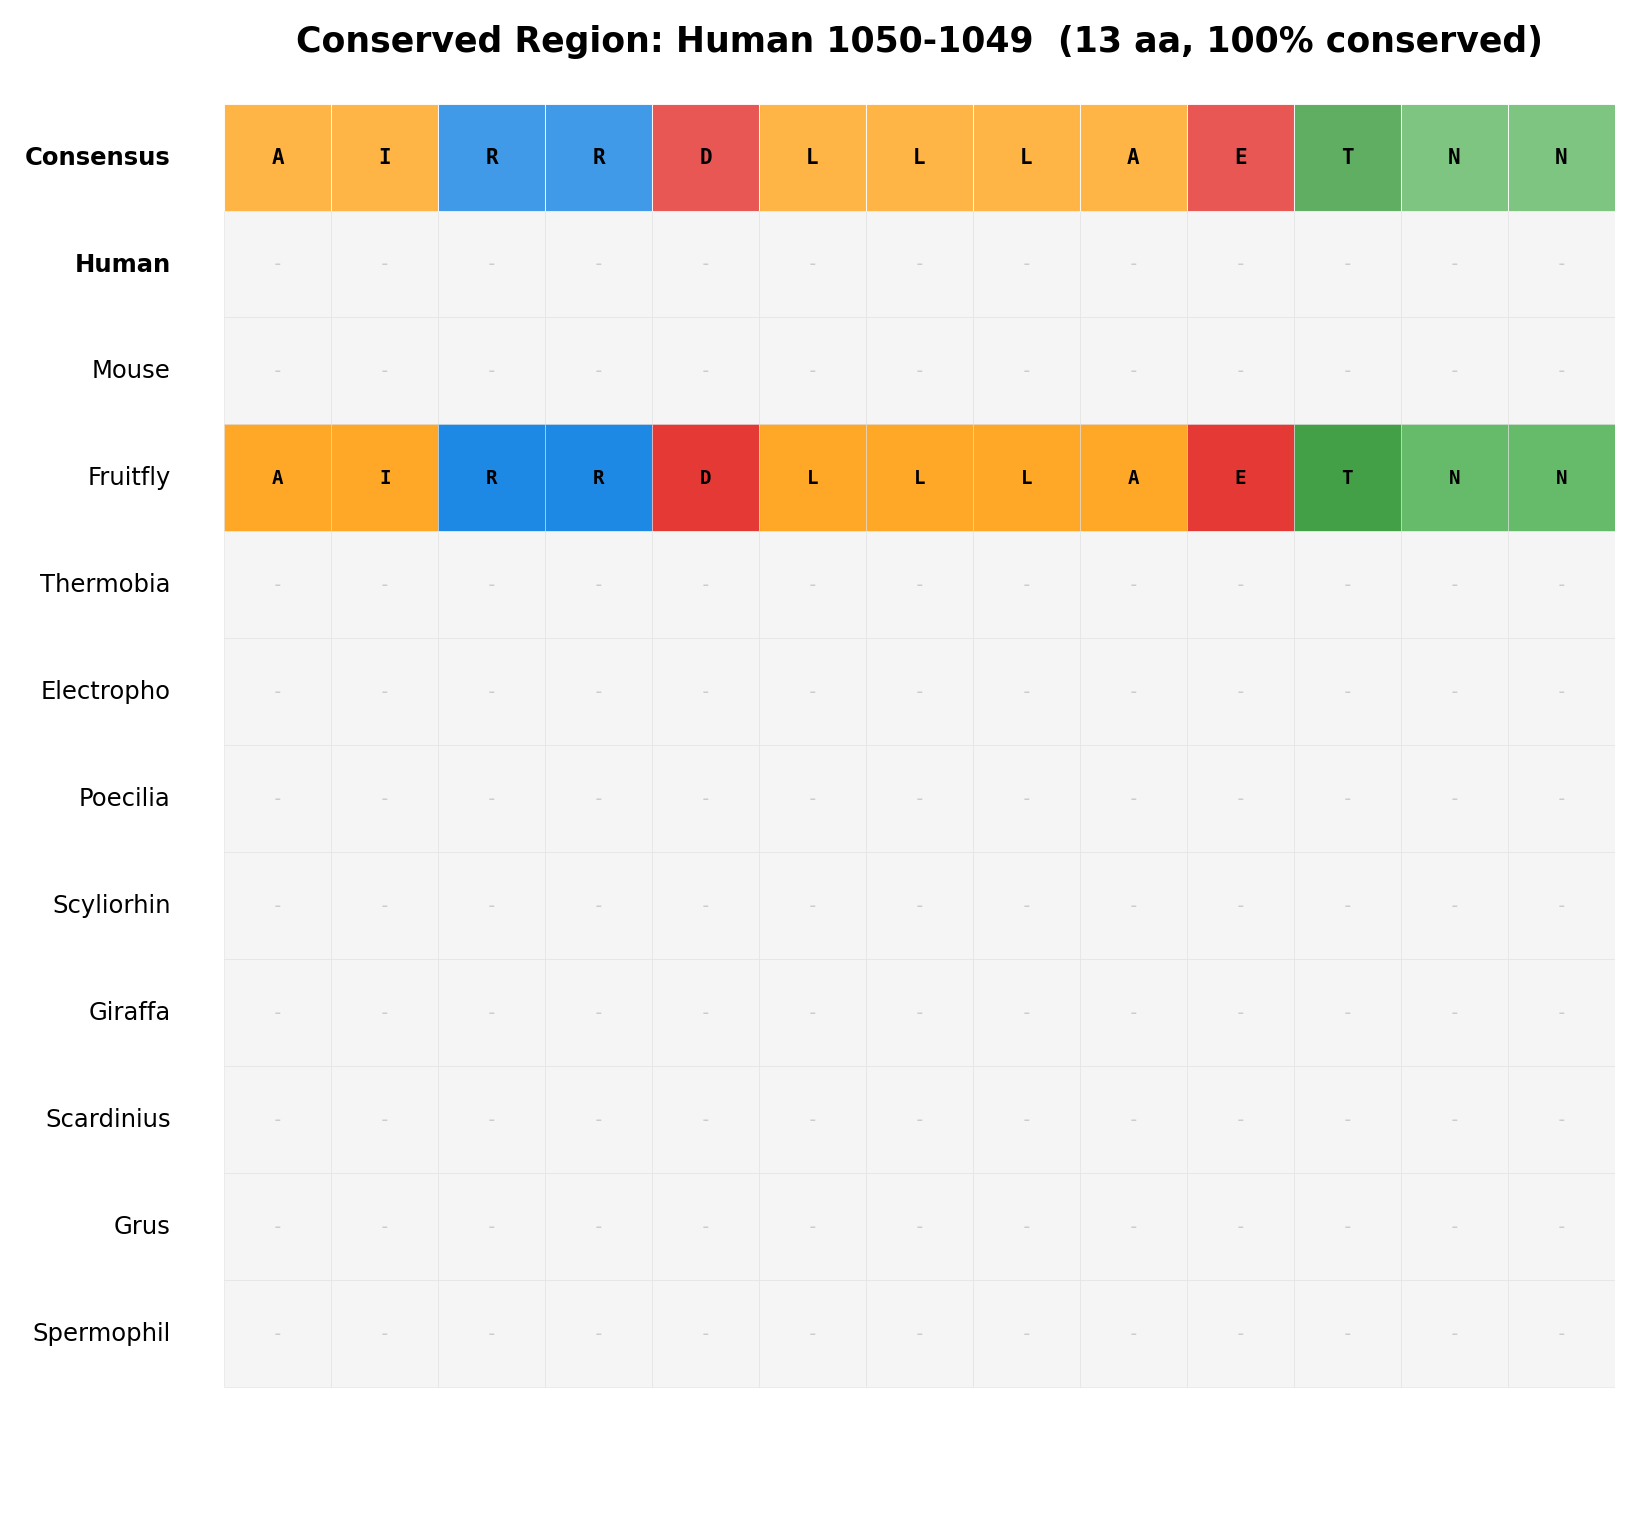 Conserved Region: Human 1050-1049 (13 aa, 100% conserved)
Consensus A I R R D L L L A E T N N
Human - - - - - - - - - - - - -
Mouse - - - - - - - - - - - - -
Fruitfly A I R R D L L L A E T N N
Thermobia - - - - - - - - - - - - -
Electropho - - - - - - - - - - - - -
Poecilia - - - - - - - - - - - - -
Scyliorhin - - - - - - - - - - - - -
Giraffa - - - - - - - - - - - - -
Scardinius - - - - - - - - - - - - -
Grus - - - - - - - - - - - - -
Spermophil - - - - - - - - - - - - -